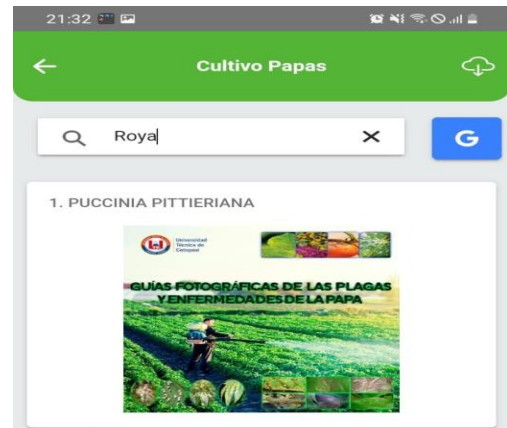 21:32
Cultivo Papas
Roya
G
1. PUCCINIA PITTIERIANA
Universidad
Técnica de
Cotopaxi
GUÍAS FOTOGRÁFICAS DE LAS PLAGAS
Y ENFERMEDADES DE LA PAPA